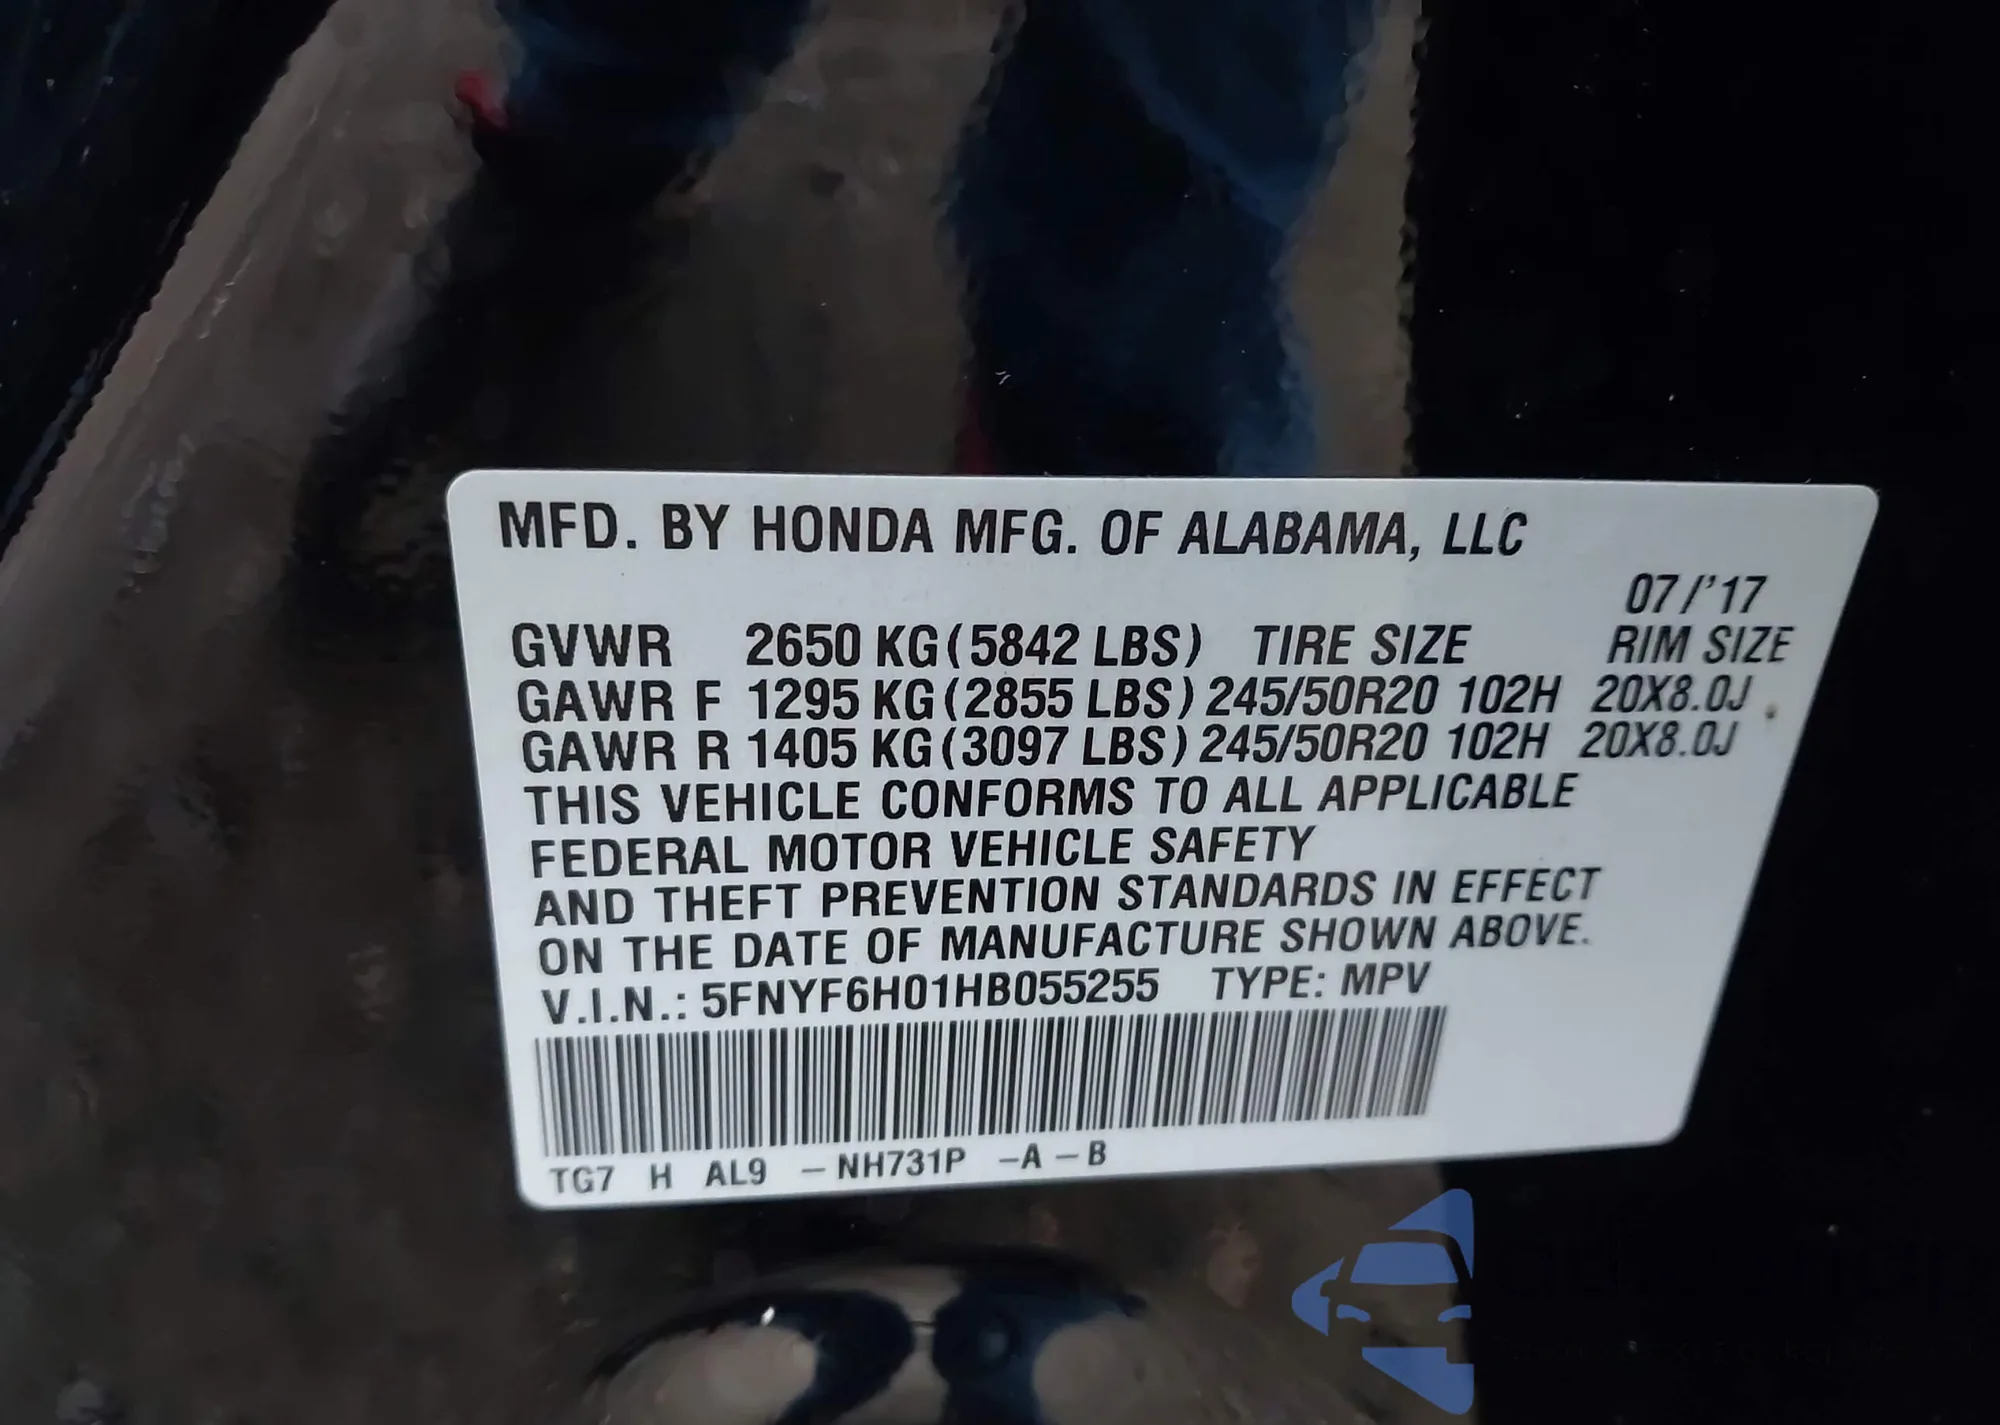 MFD. BY HONDA MFG. OF ALABAMA, LLC
07/'17
GVWR 2650 KG (5842 LBS) TIRE SIZE RIM SIZE
GAWR F 1295 KG (2855 LBS) 245/50R20 102H 20X8.0J
GAWR R 1405 KG (3097 LBS) 245/50R20 102H 20X8.0J
THIS VEHICLE CONFORMS TO ALL APPLICABLE
FEDERAL MOTOR VEHICLE SAFETY
AND THEFT PREVENTION STANDARDS IN EFFECT
ON THE DATE OF MANUFACTURE SHOWN ABOVE.
V.I.N.: 5FNYF6H01HB055255 TYPE: MPV
TG7 H AL9 –NH731P –A –B